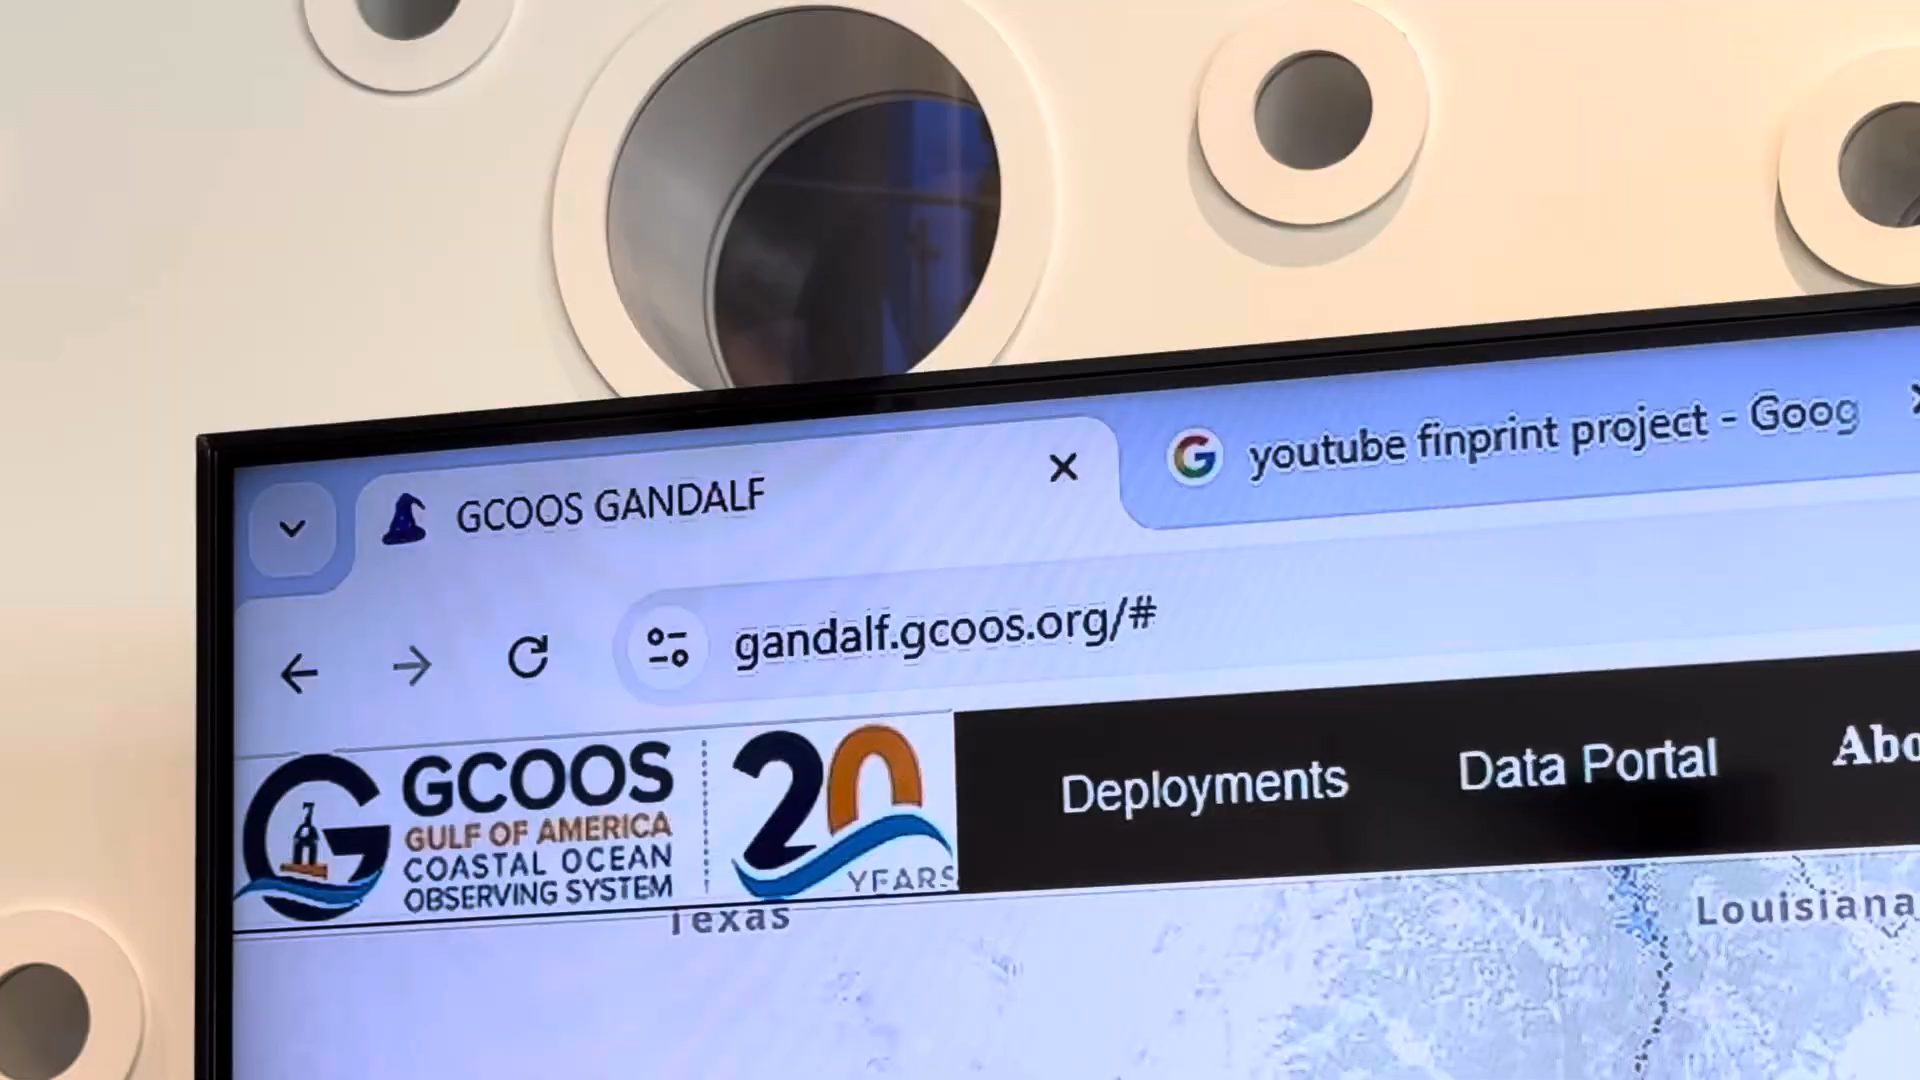 GCOOS GANDALF
youtube finprint project - Goog
gandalf.gcoos.org/#
GCOOS
GULF OF AMERICA
COASTAL OCEAN
OBSERVING SYSTEM
20
YEARS
Deployments
Data Portal
Abo
Texas
Louisiana